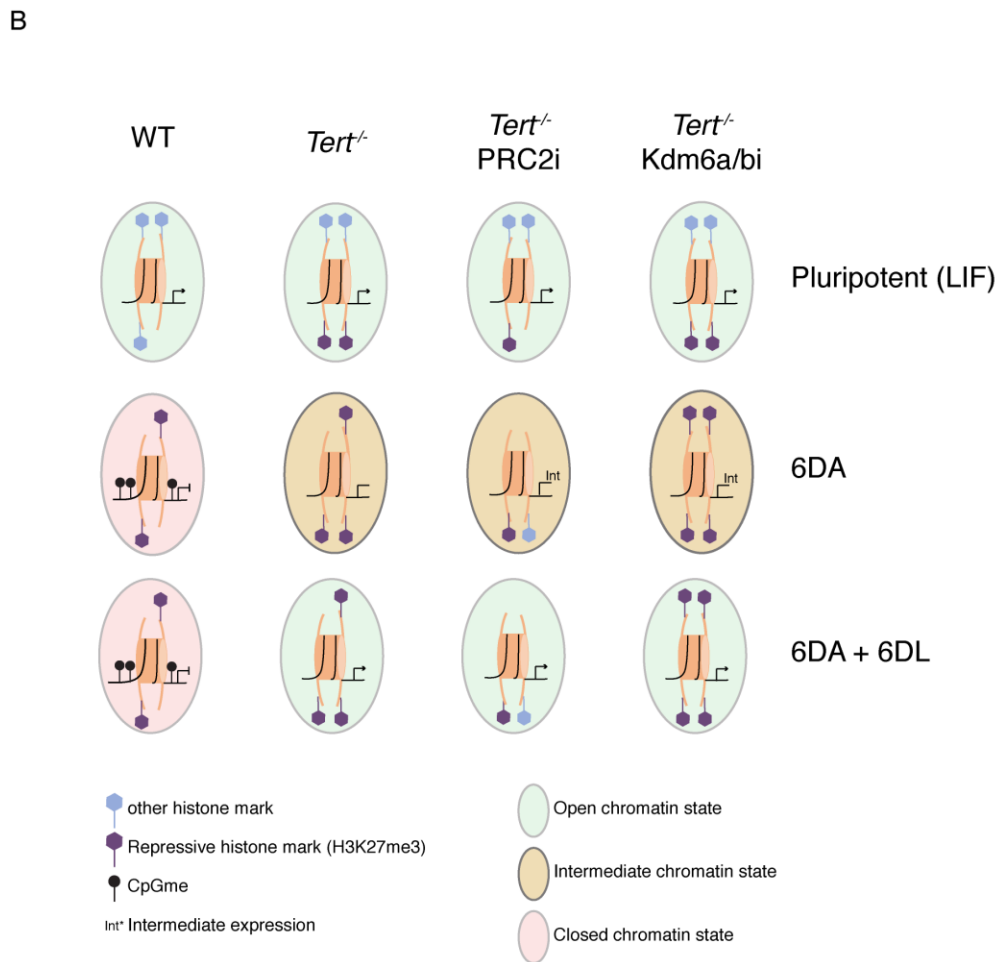 B
WT
Tert-/-
Tert-/-
PRC2i
Tert-/-
Kdm6a/bi
Pluripotent (LIF)
Int
Int
6DA
6DA + 6DL
other histone mark
Repressive histone mark (H3K27me3)
CpGme
Int* Intermediate expression
Open chromatin state
Intermediate chromatin state
Closed chromatin state